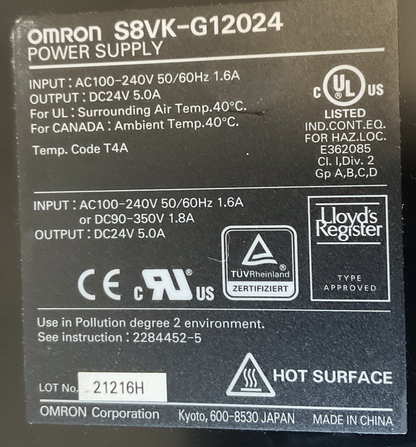 OMRON S8VK-G12024
POWER SUPPLY
INPUT : AC100-240V 50/60Hz 1.6A
OUTPUT : DC24V 5.0A
For UL : Surrounding Air Temp.40°C.
For CANADA : Ambient Temp.40°C.
Temp. Code T4A
C UL US
LISTED
IND.CONT.EQ.
FOR HAZ.LOC.
E362085
Cl. I,Div. 2
Gp A,B,C,D
INPUT : AC100-240V 50/60Hz 1.6A
or DC90-350V 1.8A
OUTPUT : DC24V 5.0A
Lloyd's
Register
TYPE
APPROVED
CE
c RU US
TÜVRheinland
ZERTIFIZIERT
Use in Pollution degree 2 environment.
See instruction : 2284452-5
LOT No. 21216H
HOT SURFACE
OMRON Corporation Kyoto, 600-8530 JAPAN MADE IN CHINA